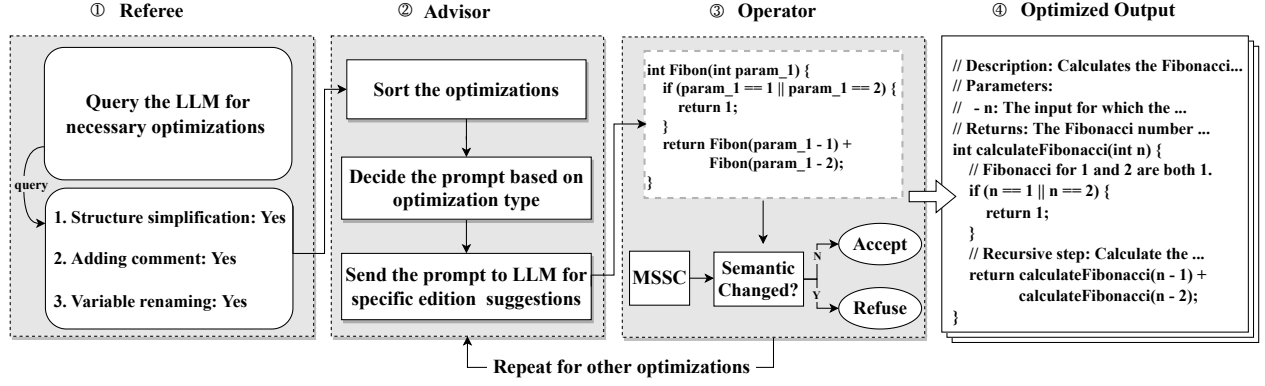 ① Referee
Query the LLM for
necessary optimizations
query
1. Structure simplification: Yes
2. Adding comment: Yes
3. Variable renaming: Yes
② Advisor
Sort the optimizations
Decide the prompt based on
optimization type
Send the prompt to LLM for
specific edition suggestions
③ Operator
int Fibon(int param_1) {
if (param_1 == 1 || param_1 == 2) {
return 1;
}
return Fibon(param_1 - 1) +
Fibon(param_1 - 2);
}
MSSC
Semantic
Changed?
N
Y
Accept
Refuse
Repeat for other optimizations
④ Optimized Output
// Description: Calculates the Fibonacci...
// Parameters:
// - n: The input for which the ...
// Returns: The Fibonacci number ...
int calculateFibonacci(int n) {
// Fibonacci for 1 and 2 are both 1.
if (n == 1 || n == 2) {
return 1;
}
// Recursive step: Calculate the ...
return calculateFibonacci(n - 1) +
calculateFibonacci(n - 2);
}